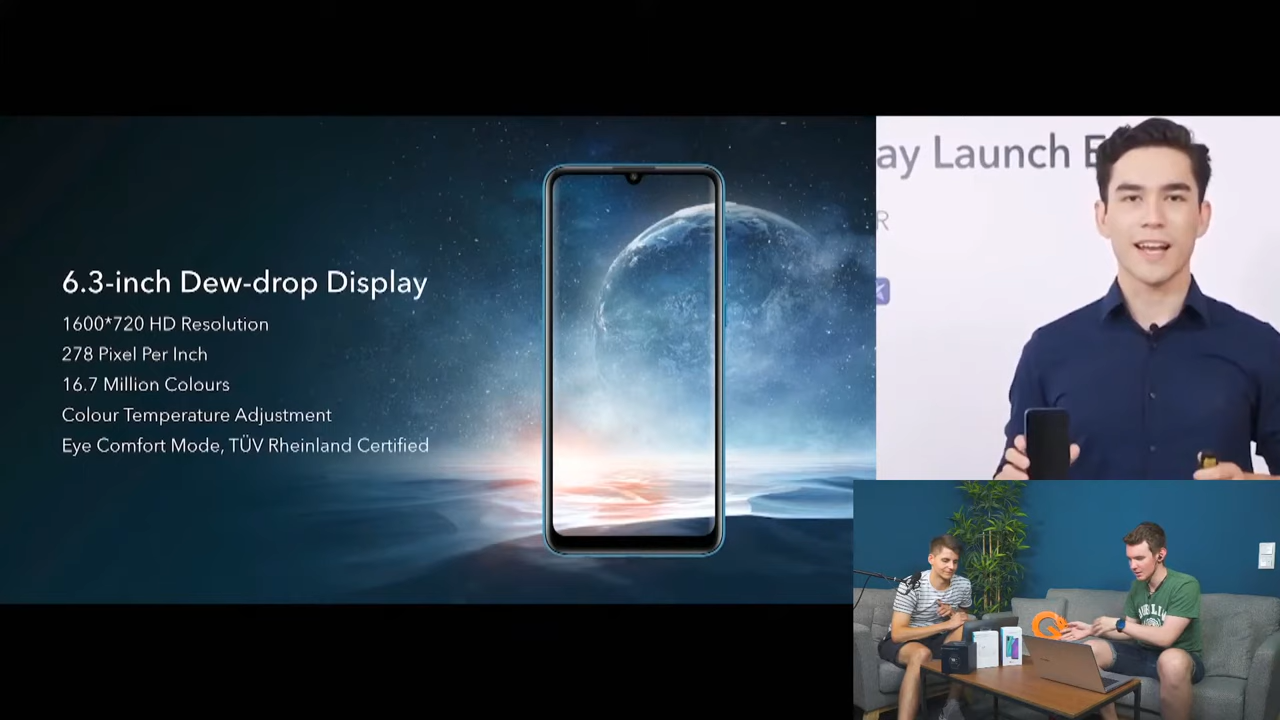 6.3-inch Dew-drop Display
1600*720 HD Resolution
278 Pixel Per Inch
16.7 Million Colours
Colour Temperature Adjustment
Eye Comfort Mode, TÜV Rheinland Certified
ay Launch E
R